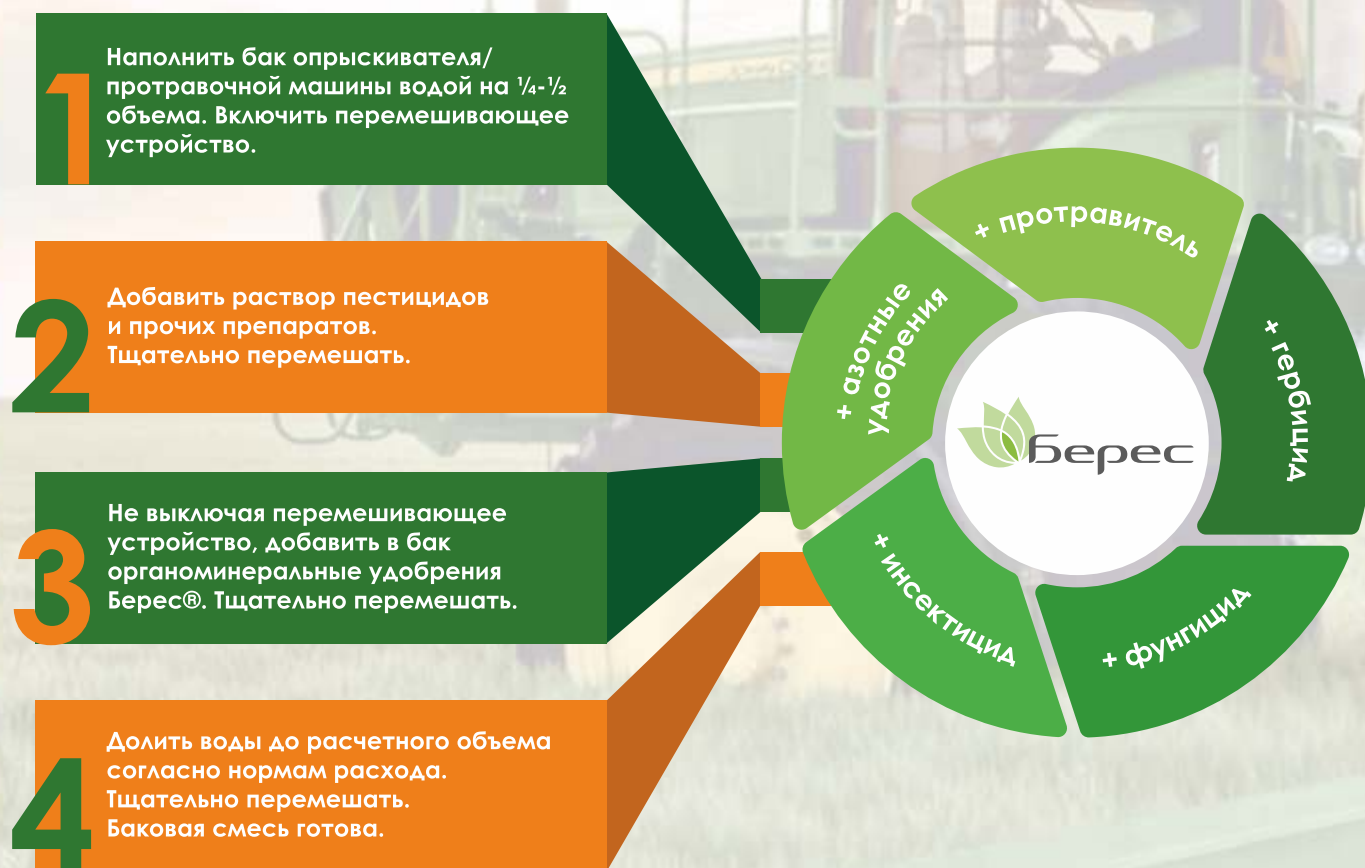 1
Наполнить бак опрыскивателя/
протравочной машины водой на ¼-½
объема. Включить перемешивающее
устройство.
2
Добавить раствор пестицидов
и прочих препаратов.
Тщательно перемешать.
3
Не выключая перемешивающее
устройство, добавить в бак
органоминеральные удобрения
Берес®. Тщательно перемешать.
4
Долить воды до расчетного объема
согласно нормам расхода.
Тщательно перемешать.
Баковая смесь готова.
+ протравитель
+ гербицид
+ фунгицид
+ инсектицид
+ азотные
удобрения
Берес